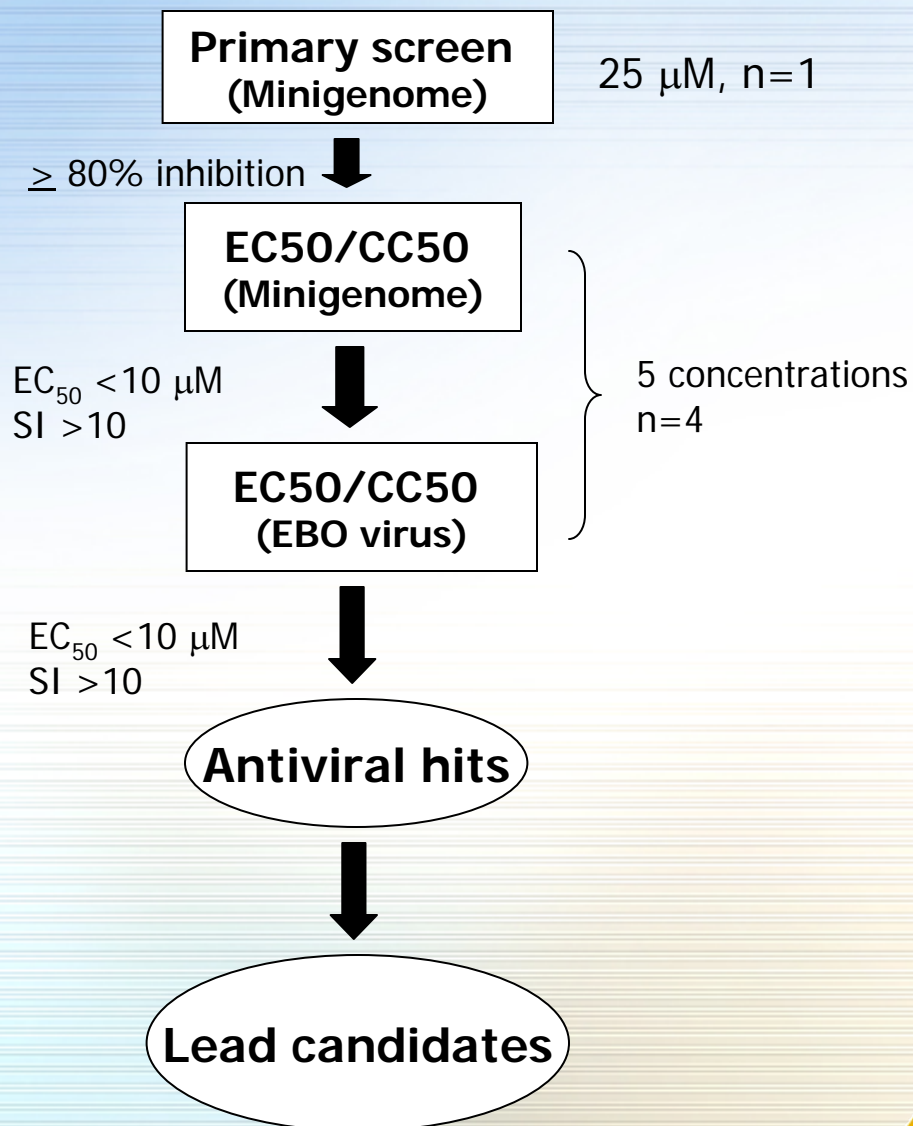 Primary screen
(Minigenome)
25 μM, n=1
≥ 80% inhibition
EC50/CC50
(Minigenome)
EC₅₀ <10 μM
SI >10
5 concentrations
n=4
EC50/CC50
(EBO virus)
EC₅₀ <10 μM
SI >10
Antiviral hits
Lead candidates